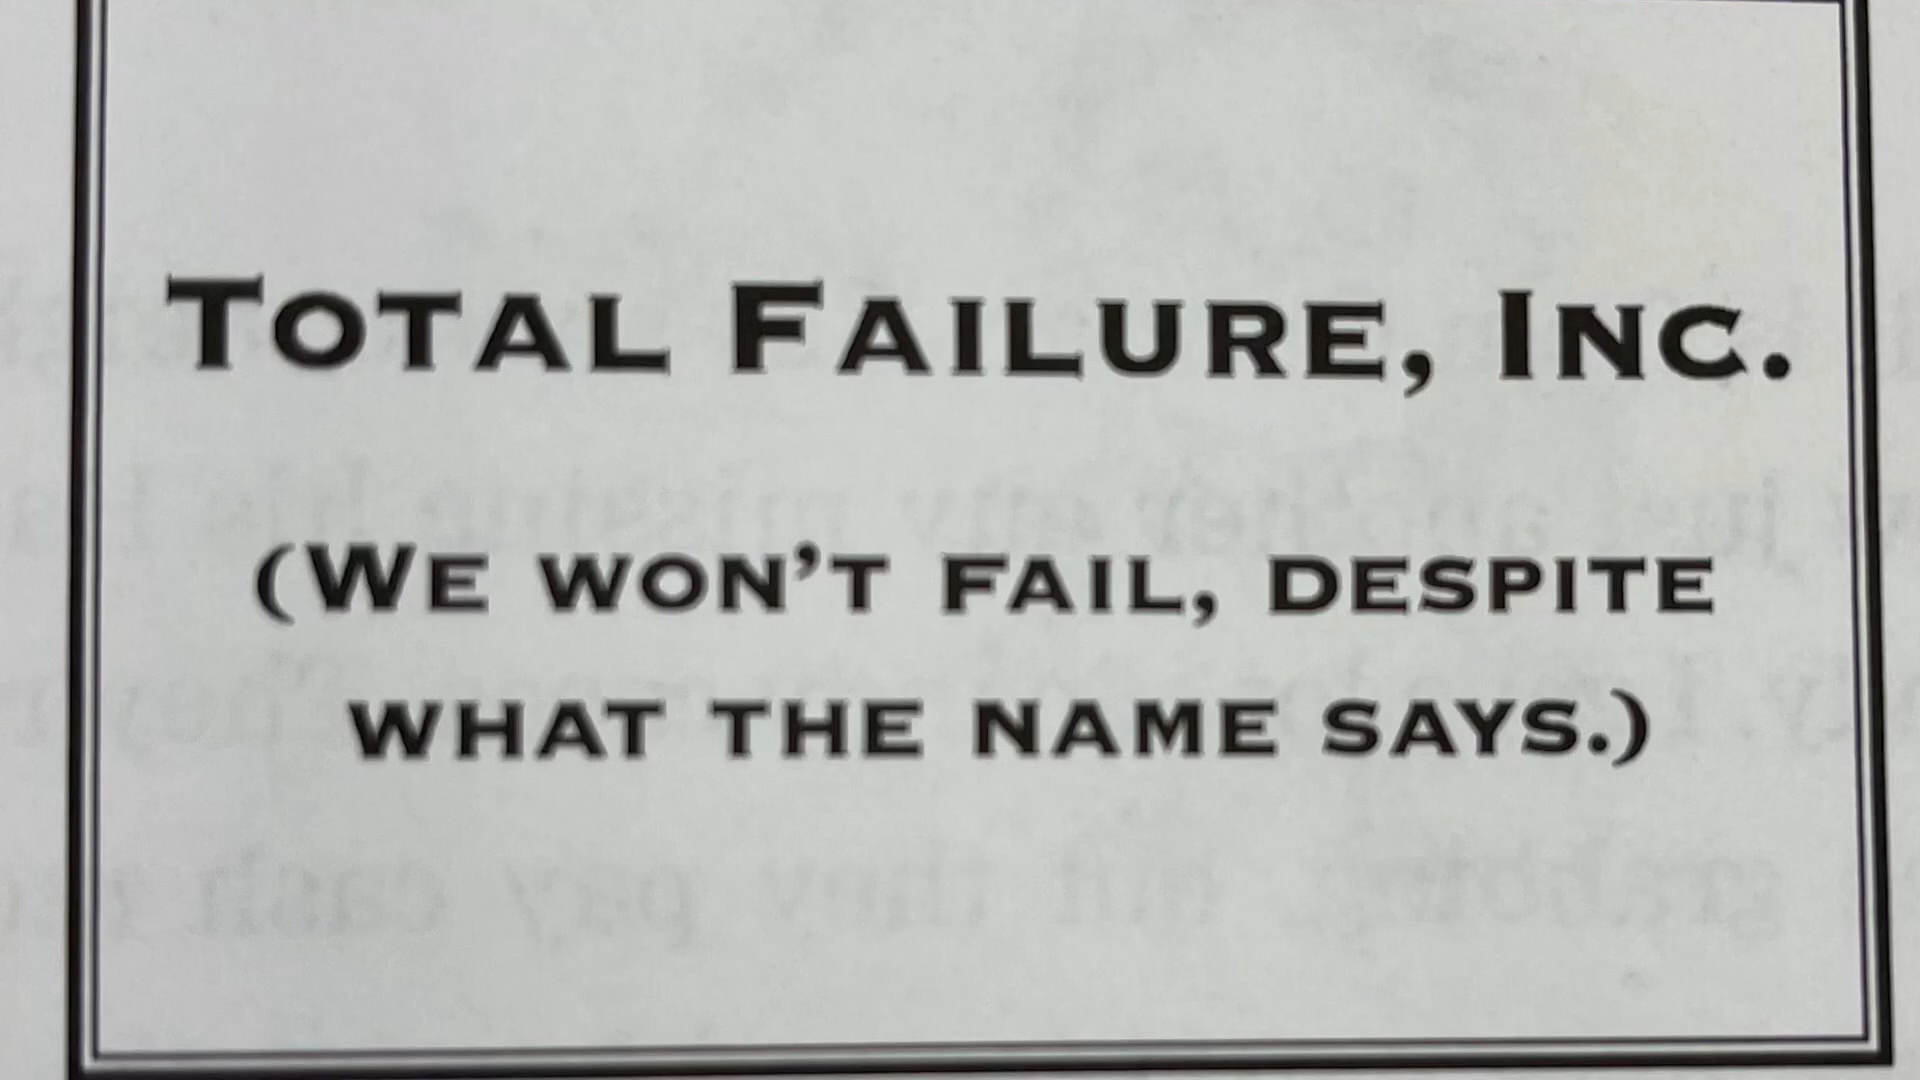 Total Failure, Inc.
(We won't fail, despite
what the name says.)